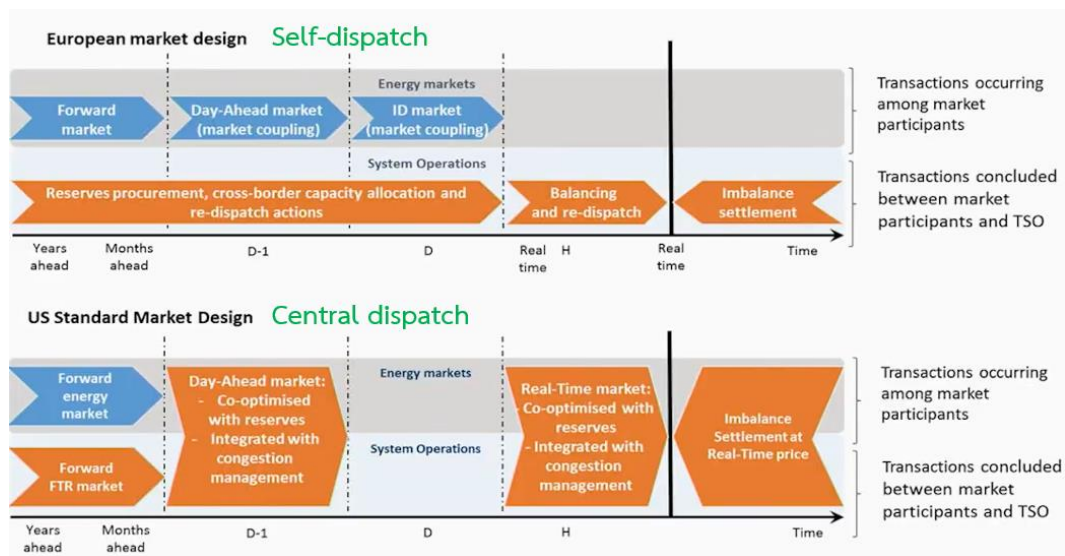 European market design Self-dispatch
Energy markets
Forward
market
Day-Ahead market
(market coupling)
ID market
(market coupling)
Transactions occurring
among market
participants
System Operations
Reserves procurement, cross-border capacity allocation and
re-dispatch actions
Balancing
and re-dispatch
Imbalance
settlement
Transactions concluded
between market
participants and TSO
Years
ahead
Months
ahead
D-1
D
Real
time
H
Real
time
Time
US Standard Market Design Central dispatch
Forward
energy
market
Day-Ahead market:
- Co-optimised
with reserves
- Integrated with
congestion
management
Energy markets
Real-Time market:
- Co-optimised with
reserves
- Integrated with
congestion
management
Imbalance
Settlement at
Real-Time price
Transactions occurring
among market
participants
Forward
FTR market
System Operations
Transactions concluded
between market
participants and TSO
Years
ahead
Months
ahead
D-1
D
H
Time